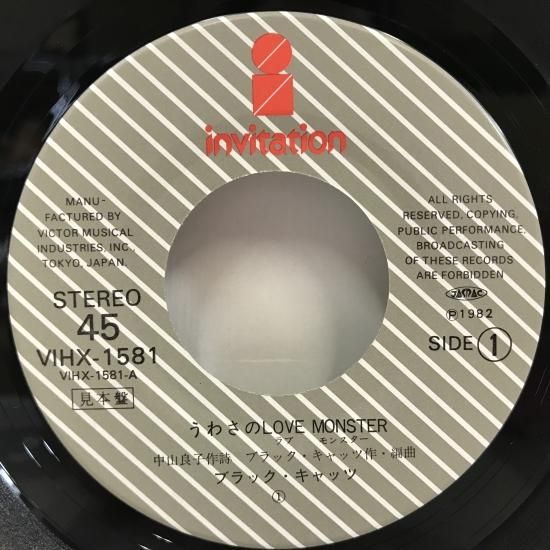 invitation
MANU-
FACTURED BY
VICTOR MUSICAL
INDUSTRIES, INC.,
TOKYO, JAPAN.
ALL RIGHTS
RESERVED, COPYING,
PUBLIC PERFORMANCE,
BROADCASTING
OF THESE RECORDS
ARE FORBIDDEN
JASRAC
Ⓟ1982
STEREO
45
VIHX-1581
VIHX-1581-A
見本盤
SIDE 1
うわさのLOVE MONSTER
ラブ モンスター
中山良子作詩 ブラック・キャッツ作・編曲
ブラック・キャッツ
①